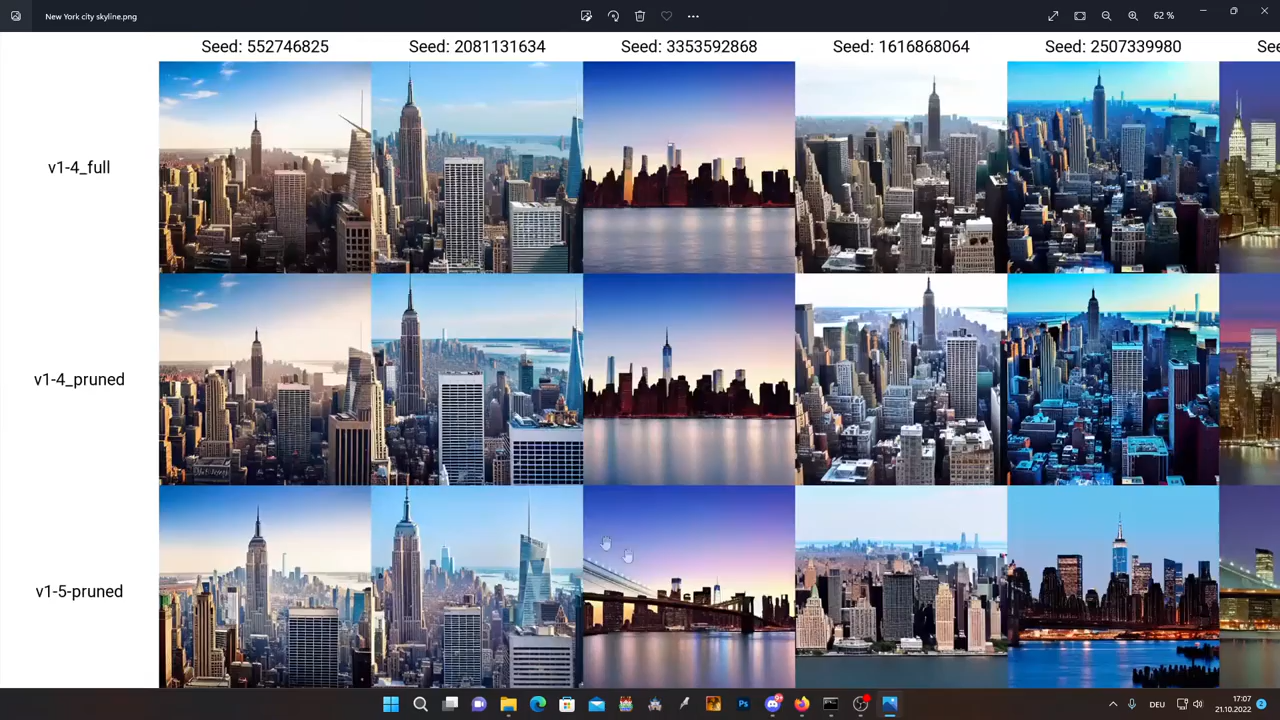 New York city skyline.png
62 %
Seed: 552746825
Seed: 2081131634
Seed: 3353592868
Seed: 1616868064
Seed: 2507339980
See
v1-4_full
v1-4_pruned
v1-5-pruned
DEU
17:07
21.10.2022
2